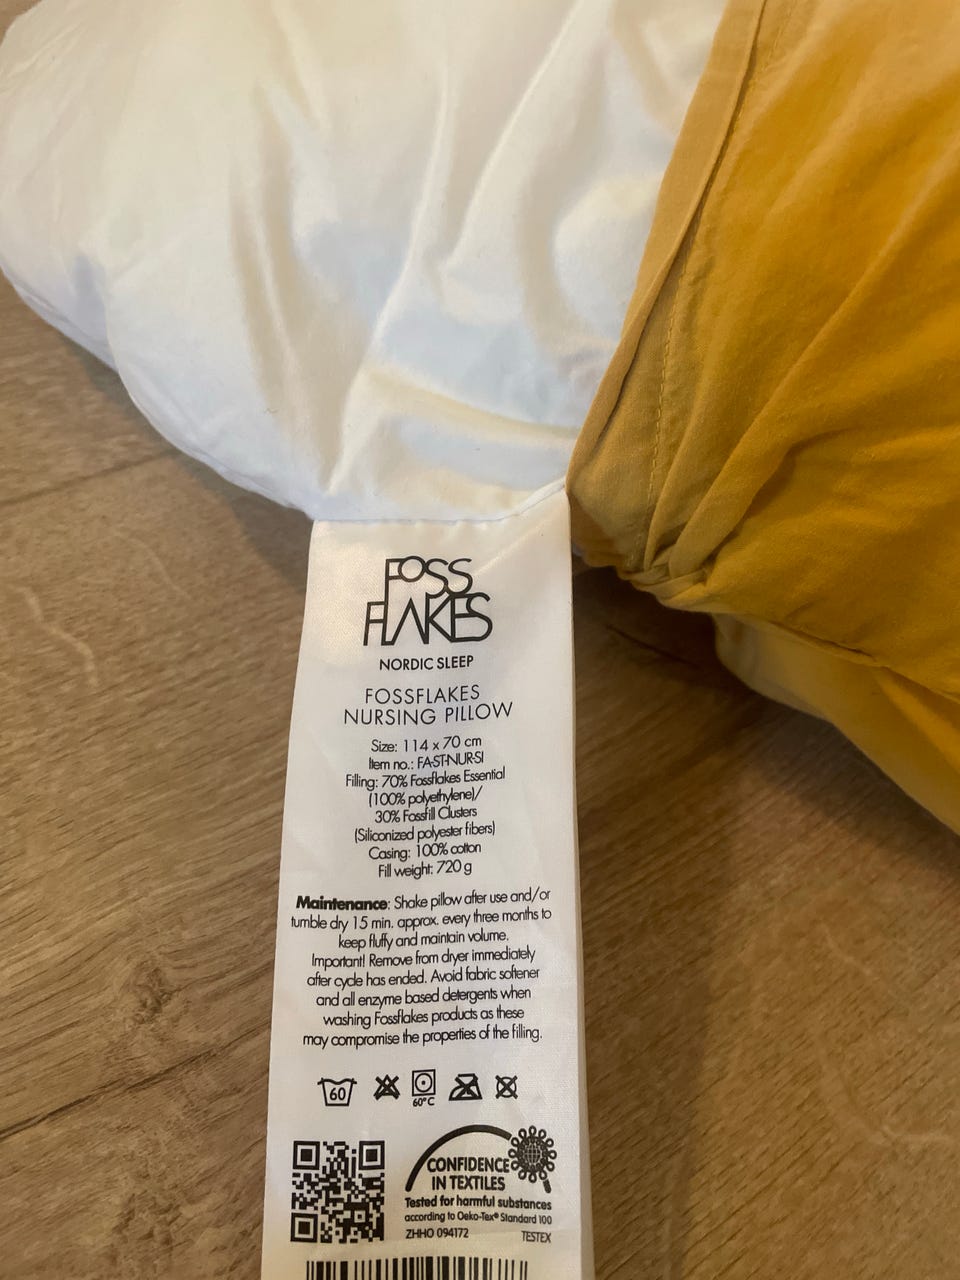 FOSS
FLAKES
NORDIC SLEEP
FOSSFLAKES
NURSING PILLOW
Size: 114 x 70 cm
Item no.: FA-ST-NUR-SI
Filling: 70% Fossflakes Essential
(100% polyethylene)/
30% Fossfill Clusters
(Siliconized polyester fibers)
Casing: 100% cotton
Fill weight: 720 g
Maintenance: Shake pillow after use and/or
tumble dry 15 min. approx. every three months to
keep fluffy and maintain volume.
Important! Remove from dryer immediately
after cycle has ended. Avoid fabric softener
and all enzyme based detergents when
washing Fossflakes products as these
may compromise the properties of the filling.
60
60°C
CONFIDENCE
IN TEXTILES
Tested for harmful substances
according to Oeko-Tex® Standard 100
ZHHO 094172 TESTEX